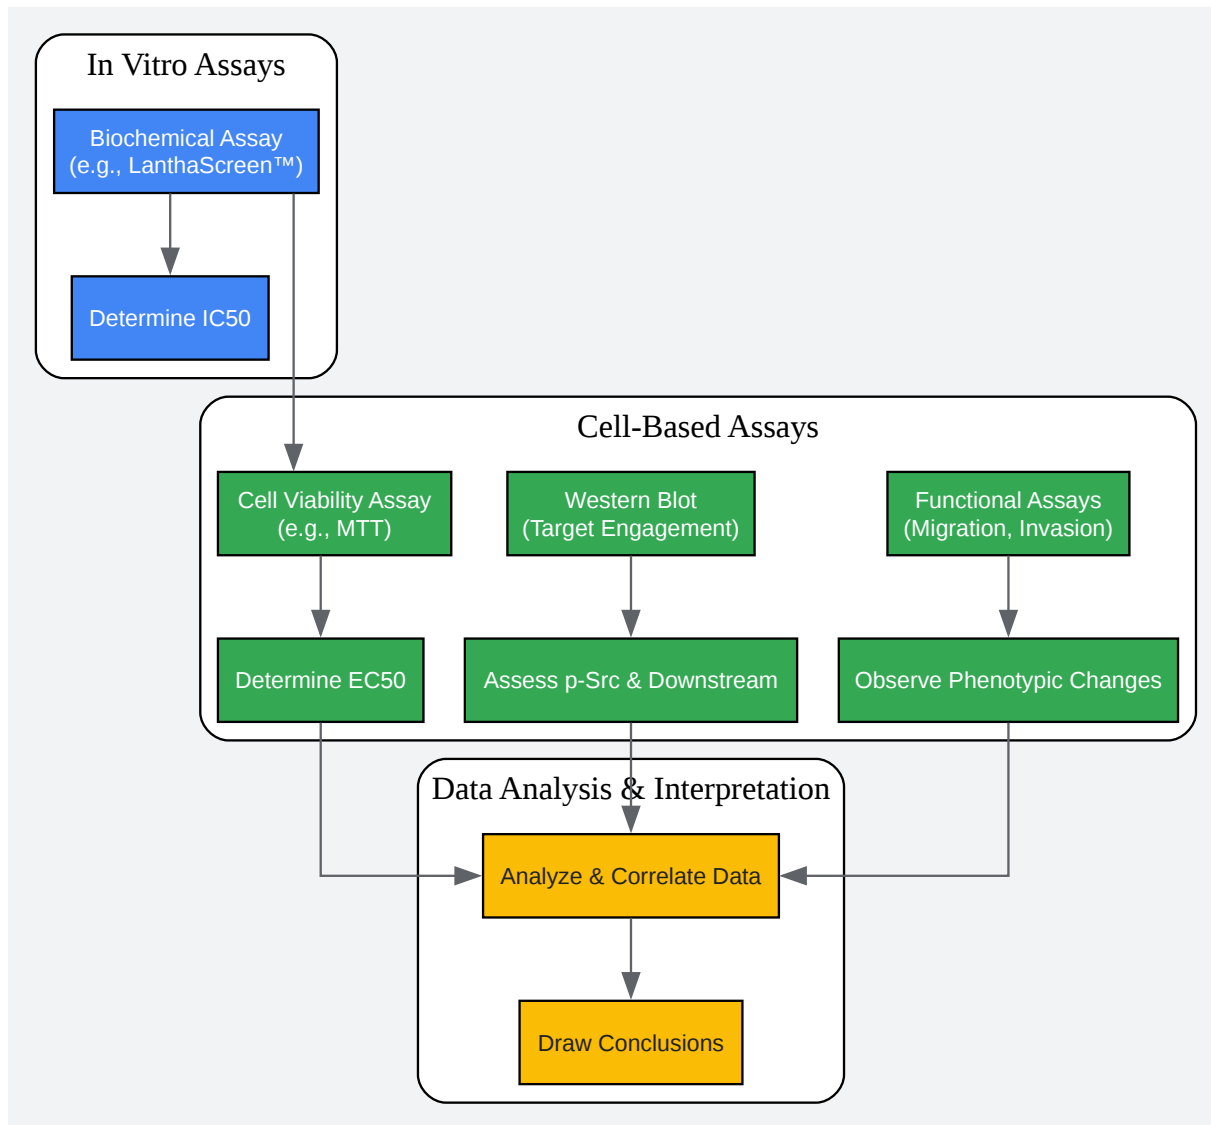 In Vitro Assays
Biochemical Assay
(e.g., LanthaScreen™)
Determine IC50
Cell-Based Assays
Cell Viability Assay
(e.g., MTT)
Western Blot
(Target Engagement)
Functional Assays
(Migration, Invasion)
Determine EC50
Assess p-Src & Downstream
Observe Phenotypic Changes
Data Analysis & Interpretation
Analyze & Correlate Data
Draw Conclusions